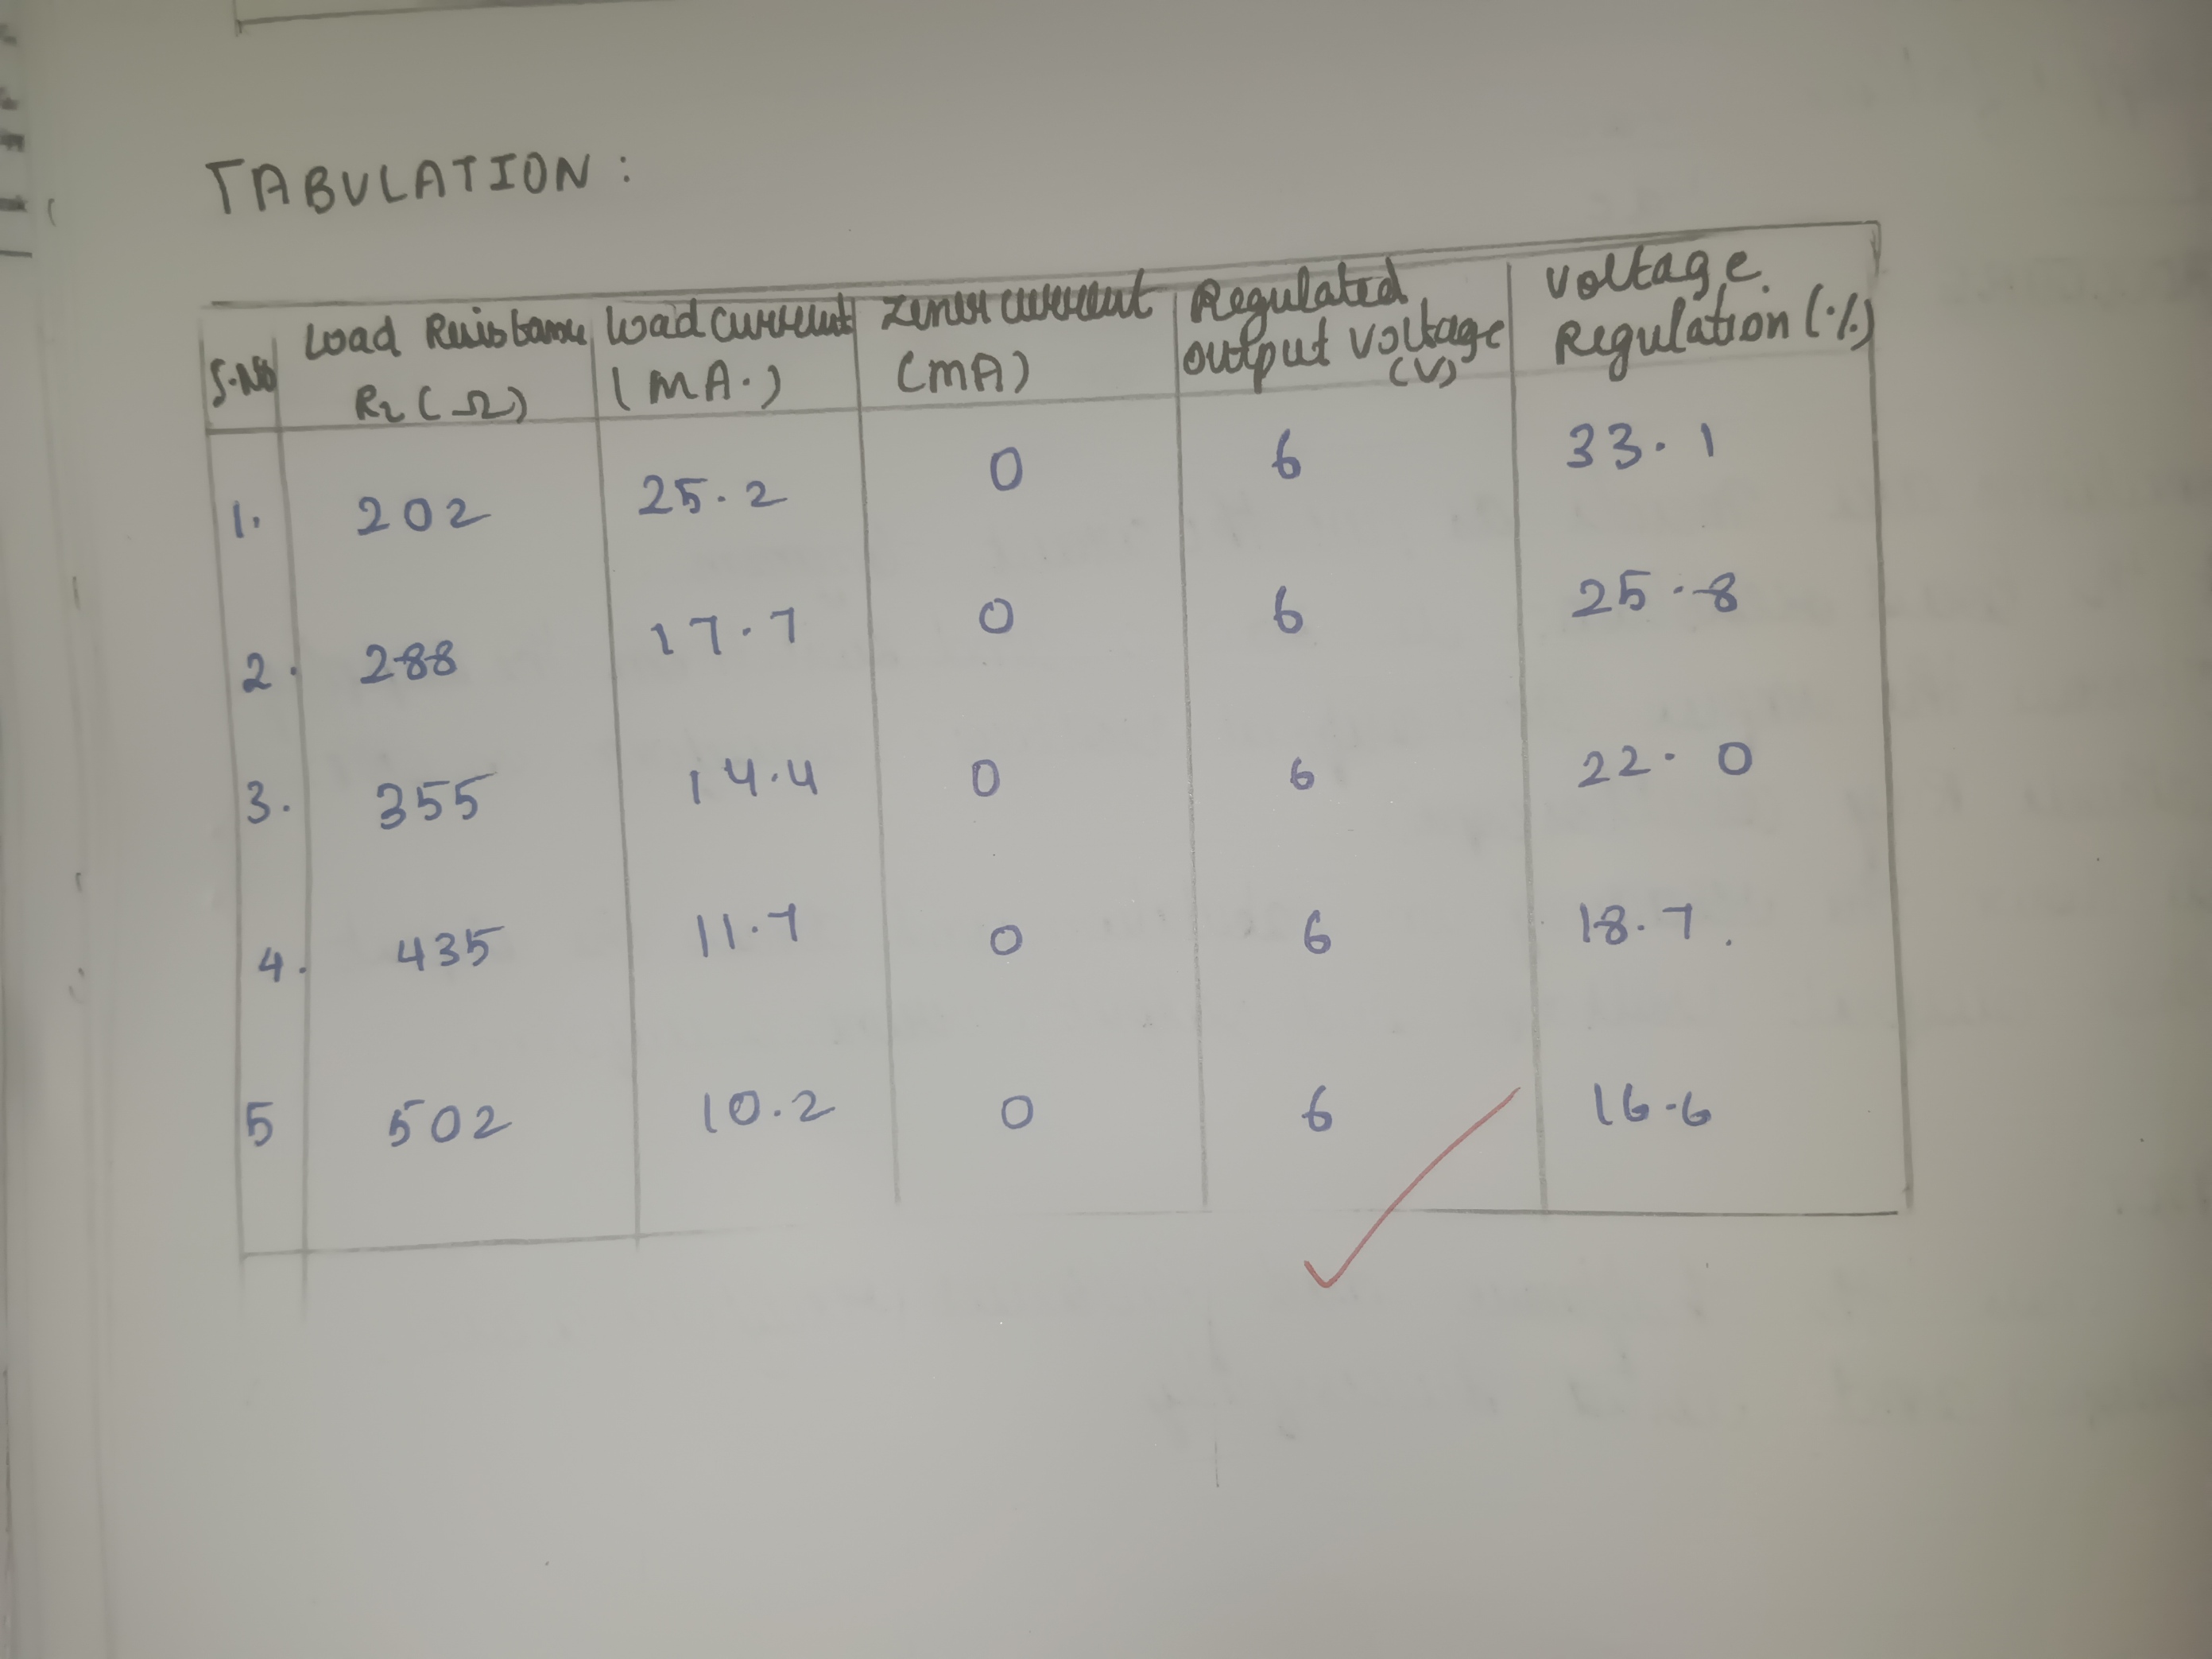 TABULATION :
S.No Load Resistance RL (Ω) Load current (mA.) Zener current (mA) Regulated output voltage (V) Voltage Regulation (%)
1. 202 25.2 0 6 33.1
2. 288 17.7 0 6 25.8
3. 355 14.4 0 6 22.0
4. 435 11.7 0 6 18.7.
5 502 10.2 0 6 16.6